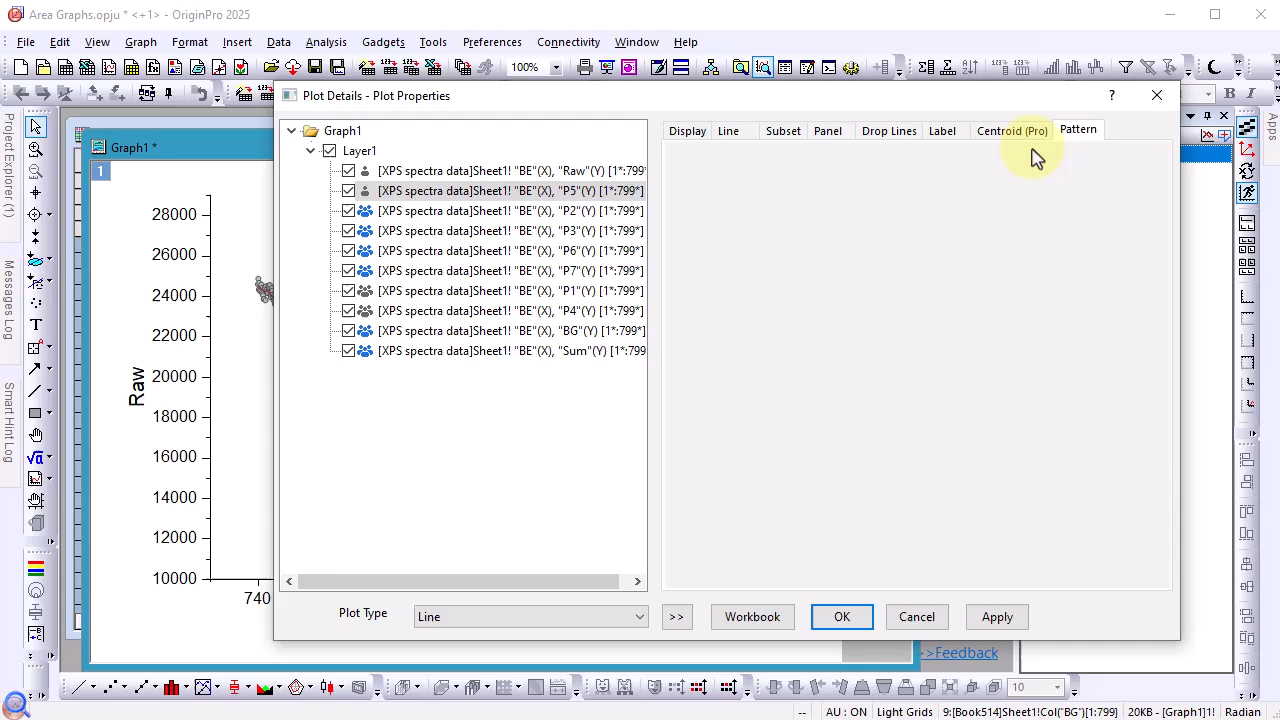 Area Graphs.opju * <+1> - OriginPro 2025
File Edit View Graph Format Insert Data Analysis Gadgets Tools Preferences Connectivity Window Help
100%
Plot Details - Plot Properties
?
B I
Project Explorer (1)
Messages Log
Smart Hint Log
Apps
Graph1 *
1
Graph1
Layer1
[XPS spectra data]Sheet1! "BE"(X), "Raw"(Y) [1*:799*
[XPS spectra data]Sheet1! "BE"(X), "P5"(Y) [1*:799*]
[XPS spectra data]Sheet1! "BE"(X), "P2"(Y) [1*:799*]
[XPS spectra data]Sheet1! "BE"(X), "P3"(Y) [1*:799*]
[XPS spectra data]Sheet1! "BE"(X), "P6"(Y) [1*:799*]
[XPS spectra data]Sheet1! "BE"(X), "P7"(Y) [1*:799*]
[XPS spectra data]Sheet1! "BE"(X), "P1"(Y) [1*:799*]
[XPS spectra data]Sheet1! "BE"(X), "P4"(Y) [1*:799*]
[XPS spectra data]Sheet1! "BE"(X), "BG"(Y) [1*:799*]
[XPS spectra data]Sheet1! "BE"(X), "Sum"(Y) [1*:799
Display Line Subset Panel Drop Lines Label Centroid (Pro) Pattern
28000
26000
24000
22000
20000
18000
16000
14000
12000
10000
740
Raw
Plot Type Line >> Workbook OK Cancel Apply
>>Feedback
10
-- AU : ON Light Grids 9:[Book514]Sheet1!Col("BG")[1:799] 20KB - [Graph1]1! Radian